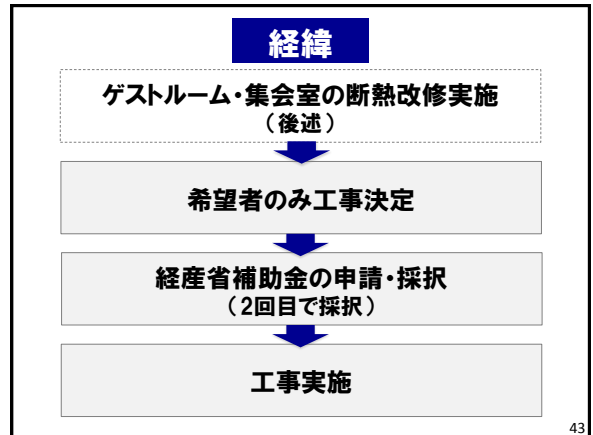 経緯
ゲストルーム・集会室の断熱改修実施
（後述）
希望者のみ工事決定
経産省補助金の申請・採択
（2回目で採択）
工事実施
43